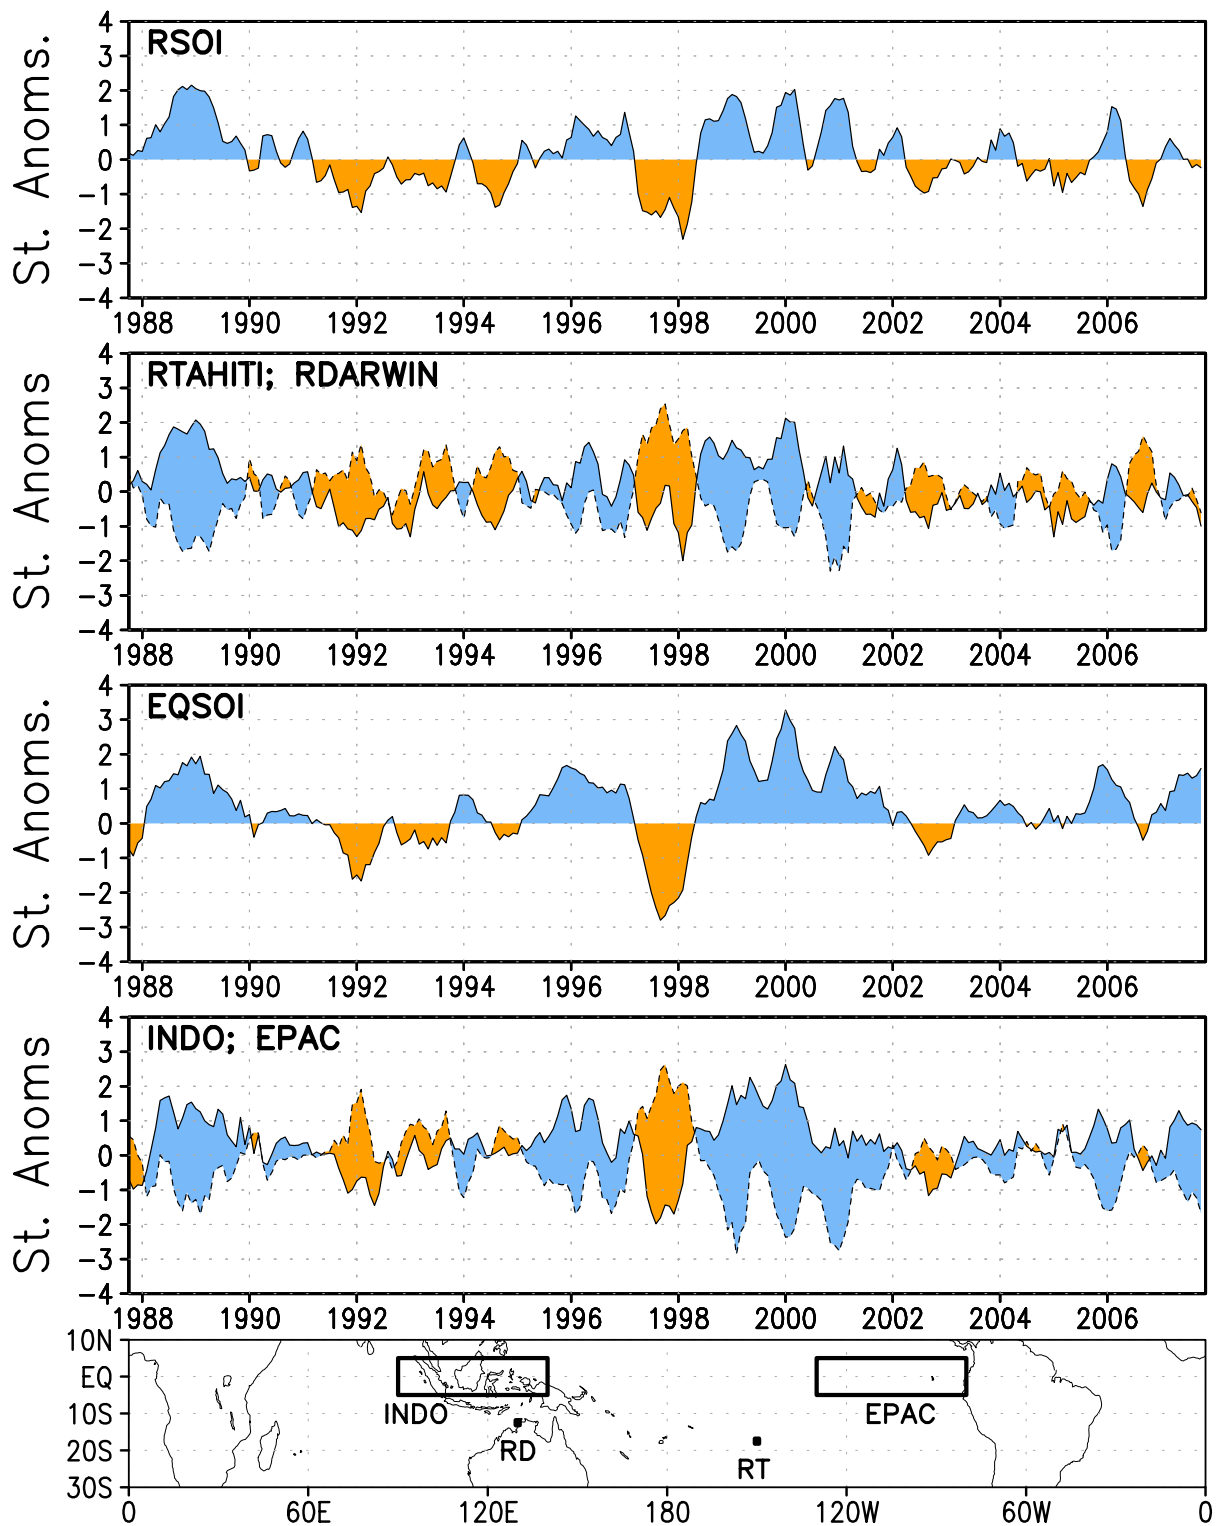 St. Anoms.
RSOI
4
3
2
1
0
−1
−2
−3
−4
1988 1990 1992 1994 1996 1998 2000 2002 2004 2006
St. Anoms
RTAHITI; RDARWIN
4
3
2
1
0
−1
−2
−3
−4
1988 1990 1992 1994 1996 1998 2000 2002 2004 2006
St. Anoms.
EQSOI
4
3
2
1
0
−1
−2
−3
−4
1988 1990 1992 1994 1996 1998 2000 2002 2004 2006
St. Anoms
INDO; EPAC
4
3
2
1
0
−1
−2
−3
−4
1988 1990 1992 1994 1996 1998 2000 2002 2004 2006
10N
EQ
10S
20S
30S
INDO
EPAC
RD
RT
0 60E 120E 180 120W 60W 0